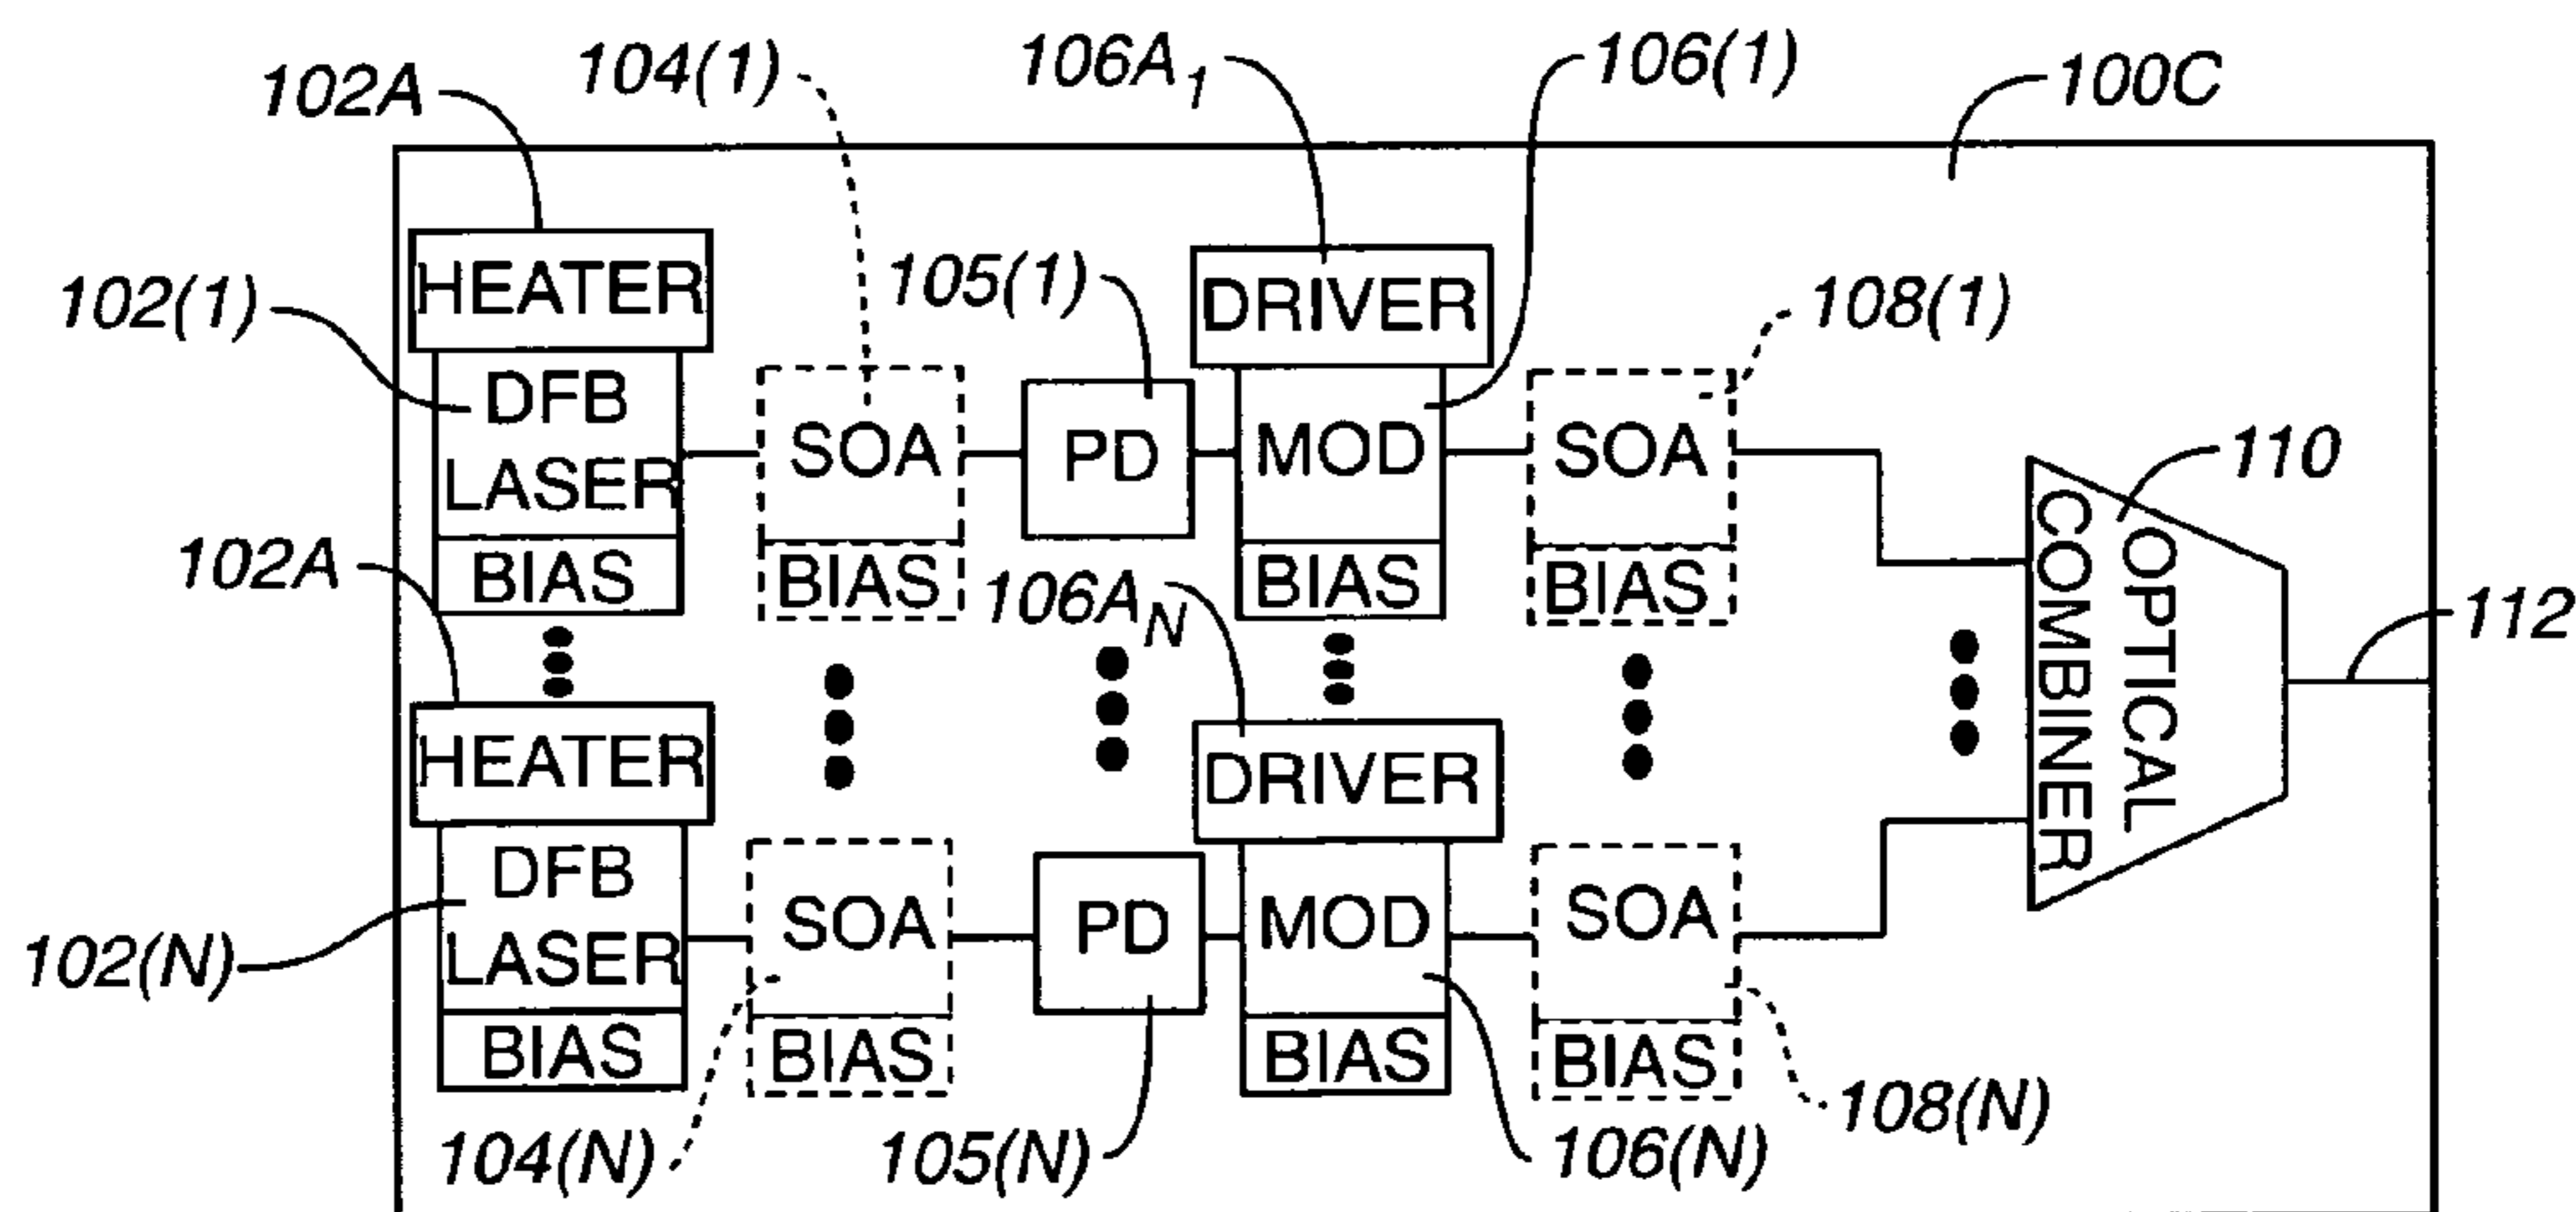 102A
104(1)
106A1
106(1)
100C
102(1)
HEATER
105(1)
DRIVER
108(1)
DFB
LASER
BIAS
SOA
BIAS
PD
MOD
BIAS
SOA
BIAS
110
OPTICAL
COMBINER
112
102A
106AN
HEATER
DRIVER
102(N)
DFB
LASER
BIAS
SOA
BIAS
PD
MOD
BIAS
SOA
BIAS
104(N)
105(N)
106(N)
108(N)